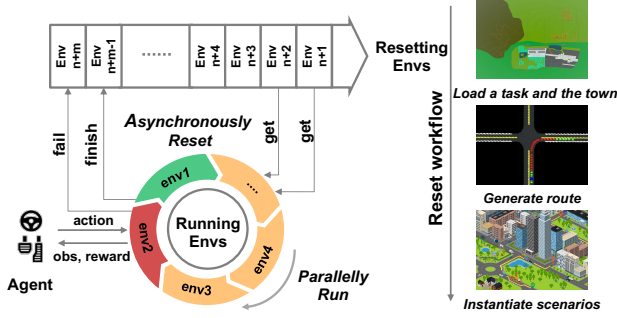 Env n+m
Env n+m-1
......
Env n+4
Env n+3
Env n+2
Env n+1
Resetting
Envs
Asynchronously
Reset
fail
finish
get
get
env1
....
env2
env3
env4
Running
Envs
action
obs, reward
Agent
Parallelly
Run
Reset workflow
Load a task and the town
Generate route
Instantiate scenarios